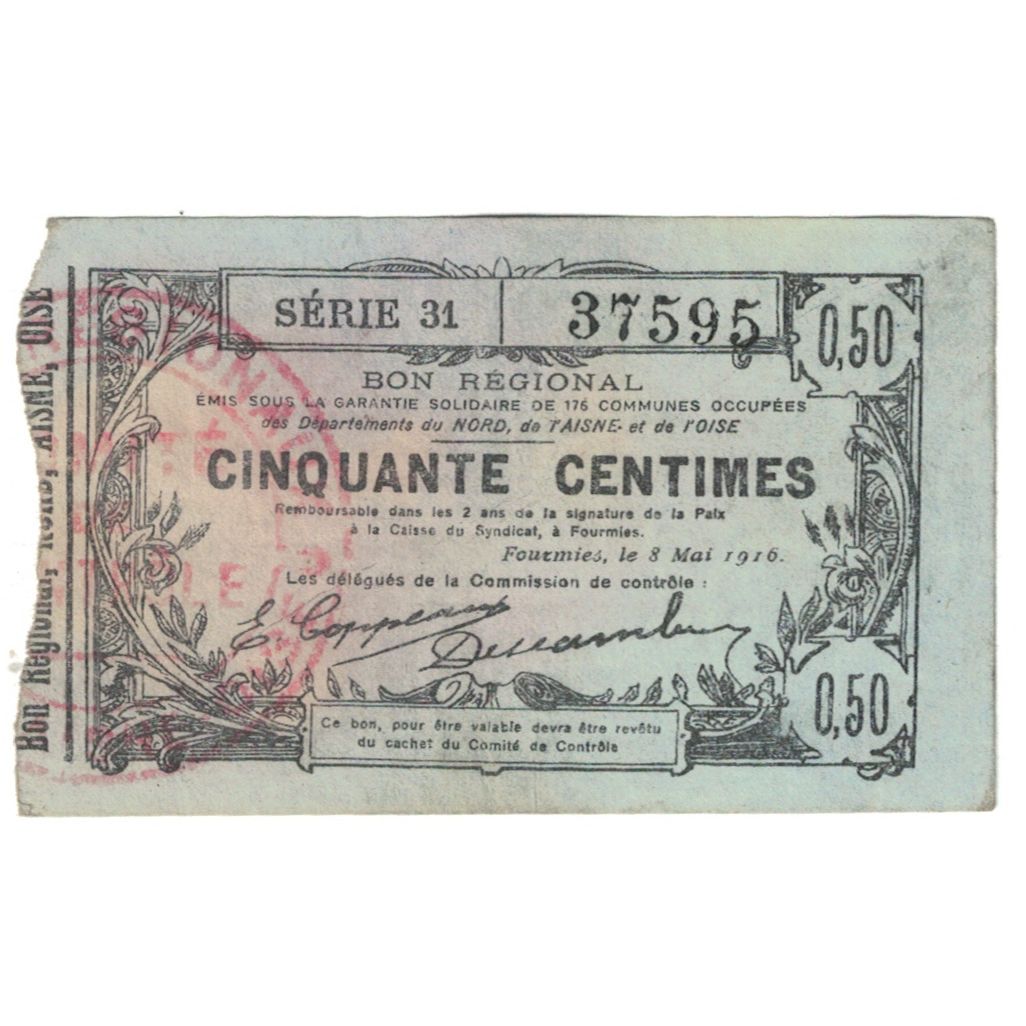 SÉRIE 31
37595
0,50
BON RÉGIONAL
ÉMIS SOUS LA GARANTIE SOLIDAIRE DE 176 COMMUNES OCCUPÉES
des Départements du NORD, de l'AISNE et de l'OISE
CINQUANTE CENTIMES
Remboursable dans les 2 ans de la signature de la Paix
à la Caisse du Syndicat, à Fourmies.
Fourmies, le 8 Mai 1916.
Les délégués de la Commission de contrôle :
0,50
Ce bon, pour être valable devra être revêtu
du cachet du Comité de Contrôle
Bon Régional, NORD, AISNE, OISE